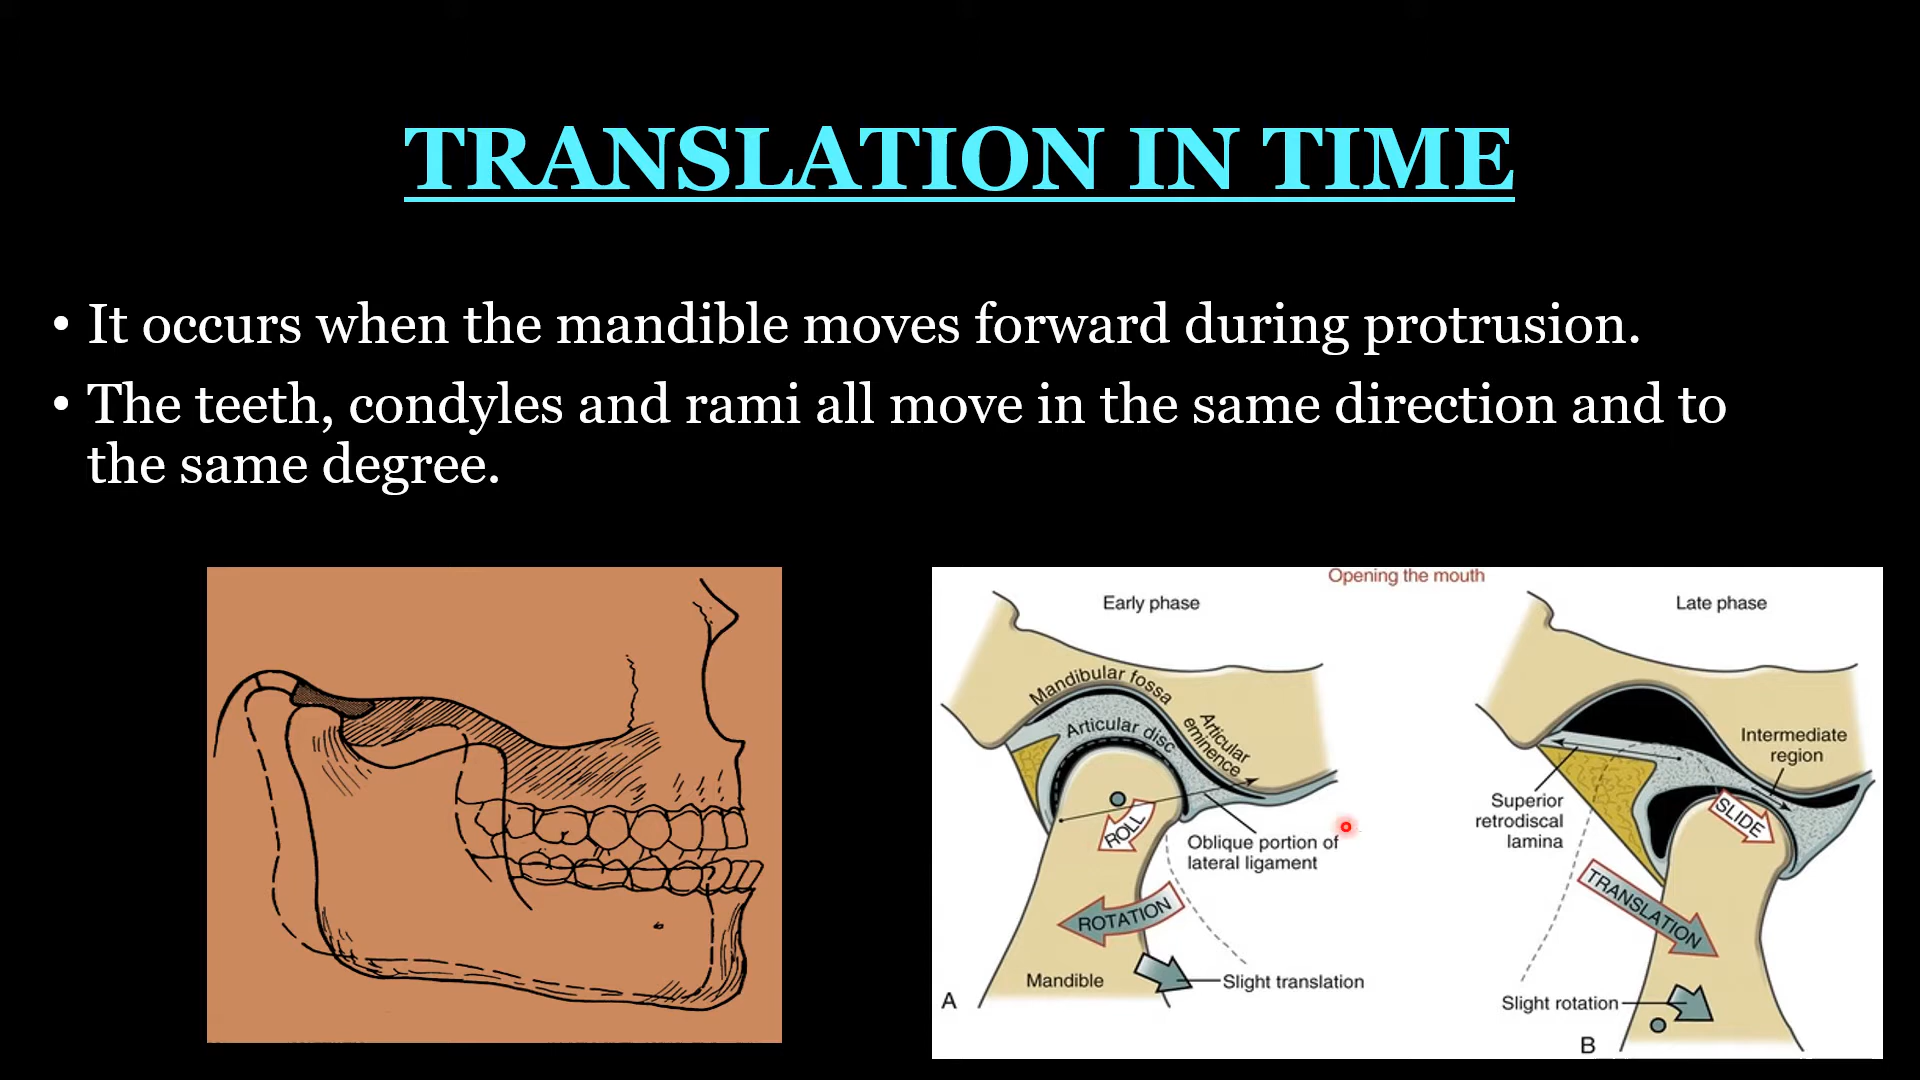 TRANSLATION IN TIME
• It occurs when the mandible moves forward during protrusion.
• The teeth, condyles and rami all move in the same direction and to
the same degree.
Opening the mouth
Early phase
Mandibular fossa
Articular disc
Articular
eminence
ROLL
Oblique portion of
lateral ligament
ROTATION
Mandible
Slight translation
A
Late phase
Intermediate
region
Superior
retrodiscal
lamina
SLIDE
TRANSLATION
Slight rotation
B